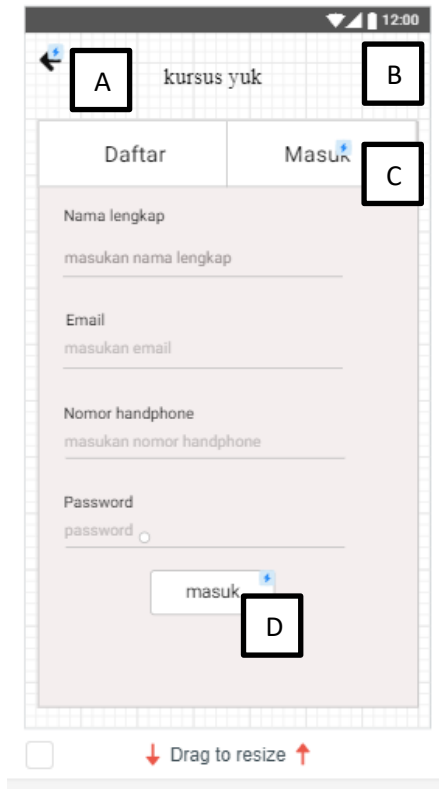 12:00
A
kursus yuk
B
Daftar
Masuk
C
Nama lengkap
masukan nama lengkap
Email
masukan email
Nomor handphone
masukan nomor handphone
Password
password
masuk
D
Drag to resize